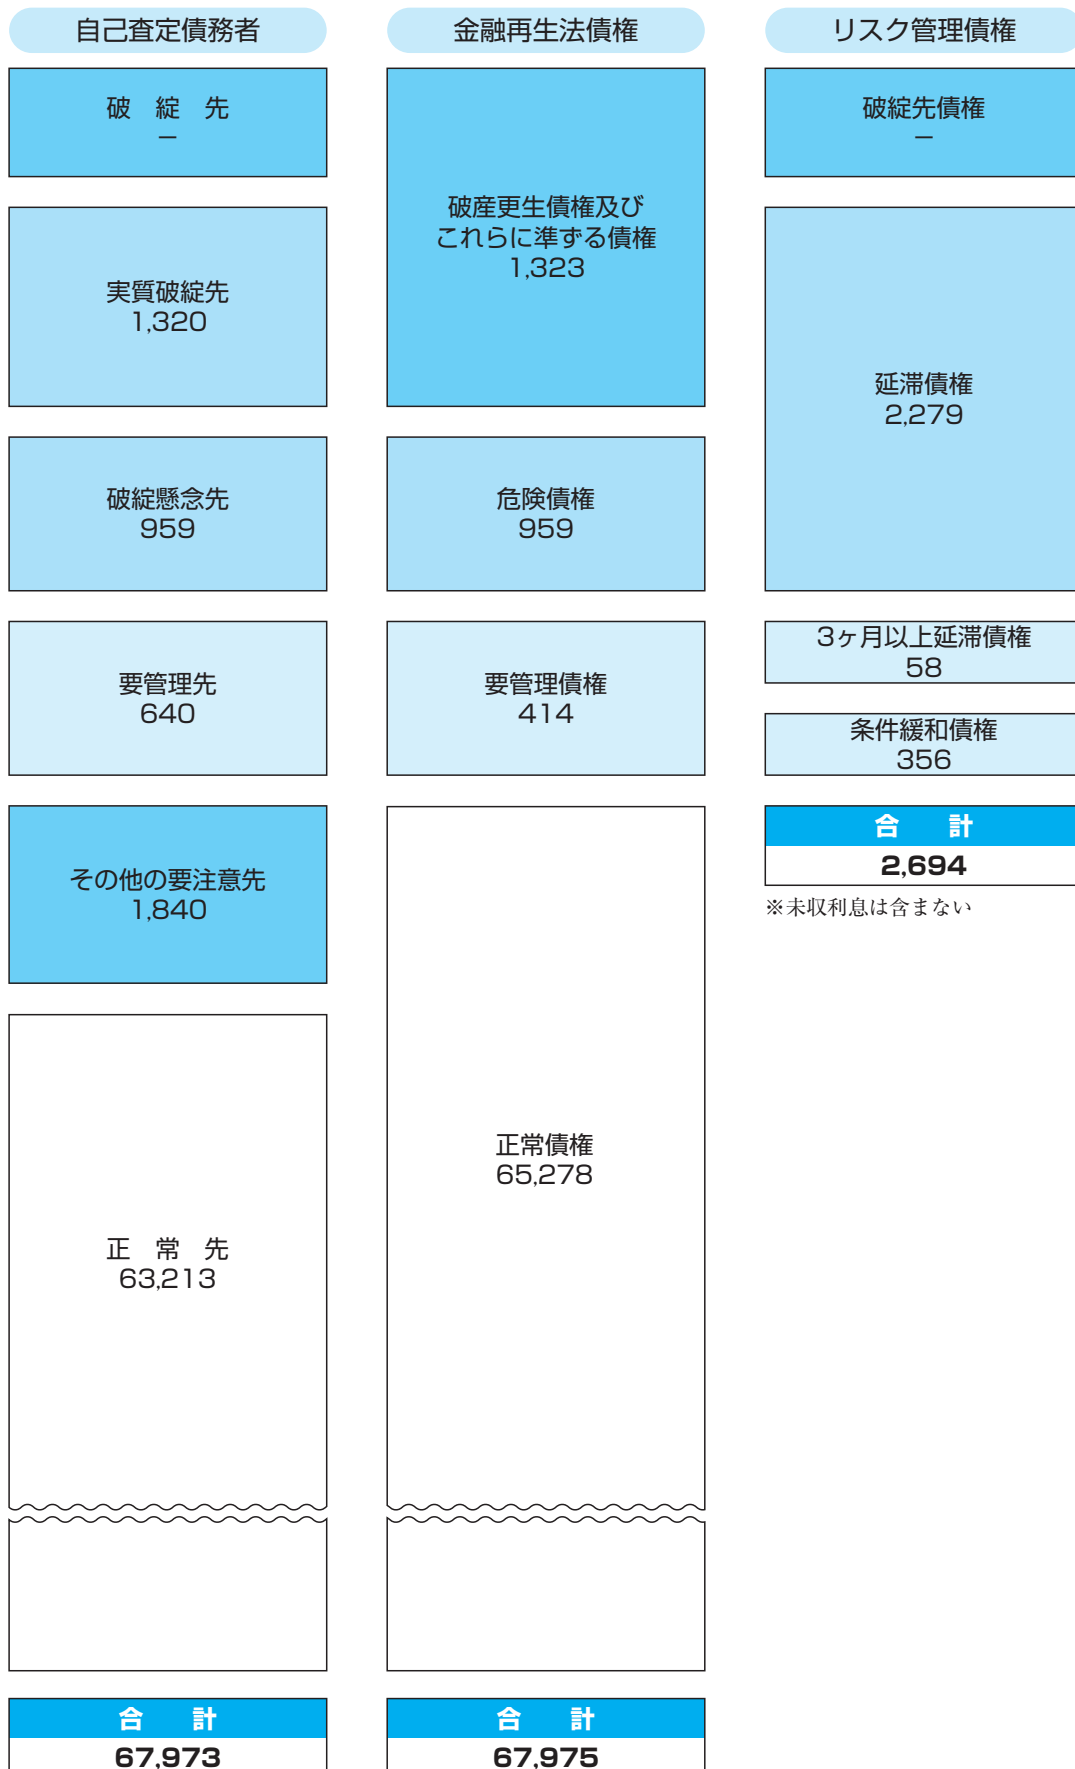 自己査定債務者
破 綻 先
－
実質破綻先
1,320
破綻懸念先
959
要管理先
640
その他の要注意先
1,840
正 常 先
63,213
合 計
67,973
金融再生法債権
破産更生債権及び
これらに準ずる債権
1,323
危険債権
959
要管理債権
414
正常債権
65,278
合 計
67,975
リスク管理債権
破綻先債権
－
延滞債権
2,279
3ヶ月以上延滞債権
58
条件緩和債権
356
合 計
2,694
※未収利息は含まない